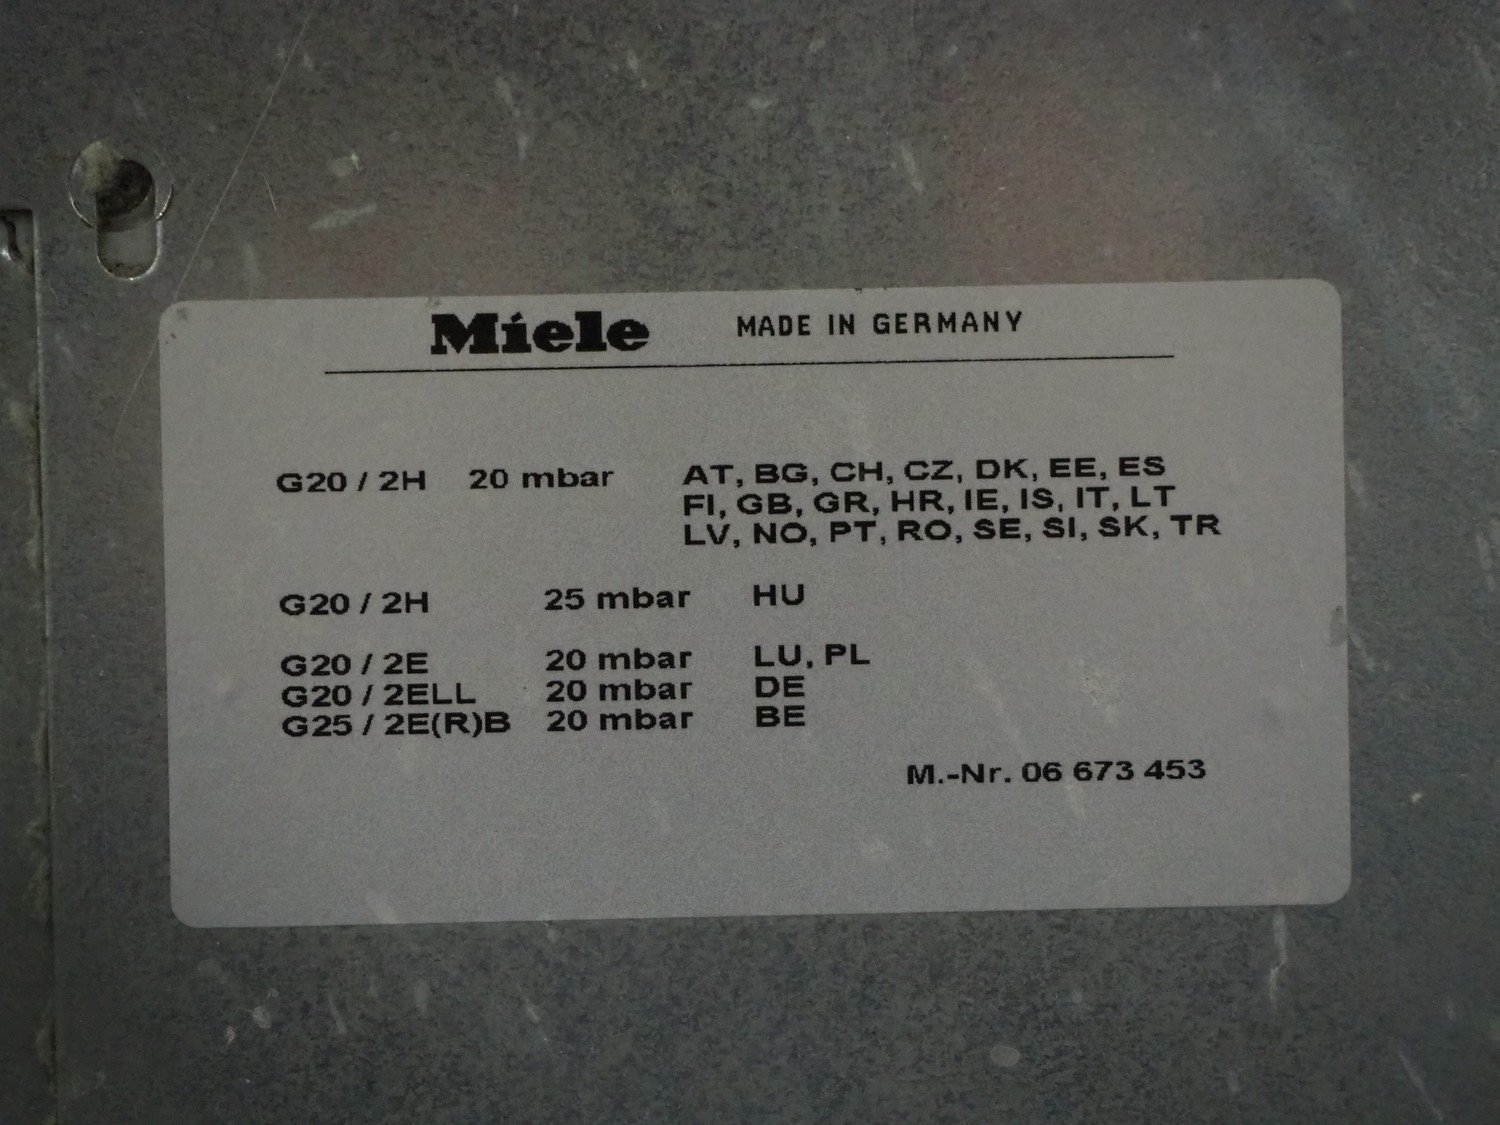 Miele MADE IN GERMANY
G20 / 2H 20 mbar AT, BG, CH, CZ, DK, EE, ES
FI, GB, GR, HR, IE, IS, IT, LT
LV, NO, PT, RO, SE, SI, SK, TR
G20 / 2H 25 mbar HU
G20 / 2E 20 mbar LU, PL
G20 / 2ELL 20 mbar DE
G25 / 2E(R)B 20 mbar BE
M.-Nr. 06 673 453